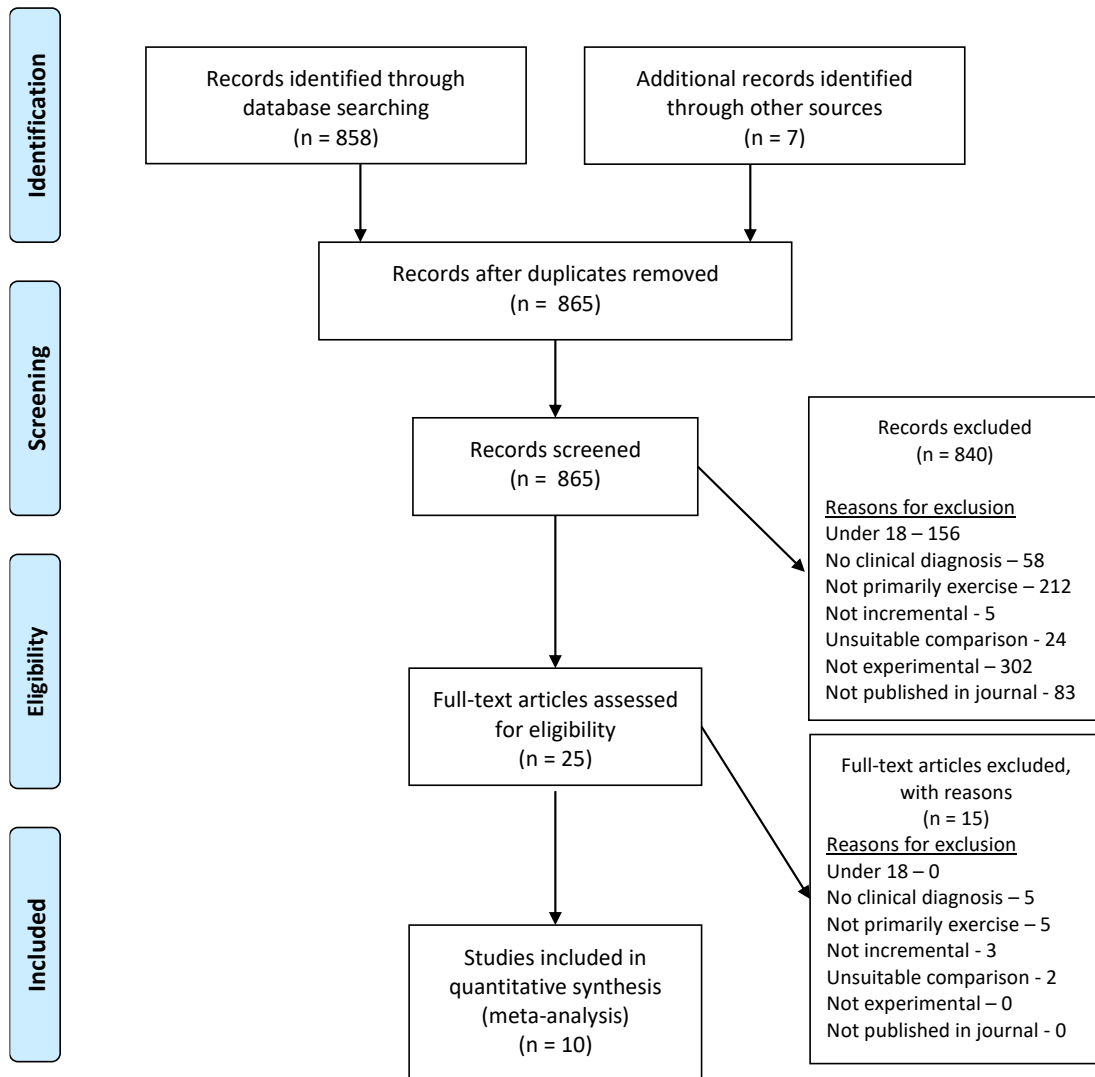 Identification
Records identified through
database searching
(n = 858)
Additional records identified
through other sources
(n = 7)
Records after duplicates removed
(n =  865)
Screening
Records screened
(n =  865)
Records excluded
(n = 840)
Reasons for exclusion
Under 18 – 156
No clinical diagnosis – 58
Not primarily exercise – 212
Not incremental - 5
Unsuitable comparison - 24
Not experimental – 302
Not published in journal - 83
Eligibility
Full-text articles assessed
for eligibility
(n = 25)
Full-text articles excluded,
with reasons
(n = 15)
Reasons for exclusion
Under 18 – 0
No clinical diagnosis – 5
Not primarily exercise – 5
Not incremental - 3
Unsuitable comparison - 2
Not experimental – 0
Not published in journal - 0
Included
Studies included in
quantitative synthesis
(meta-analysis)
(n = 10)